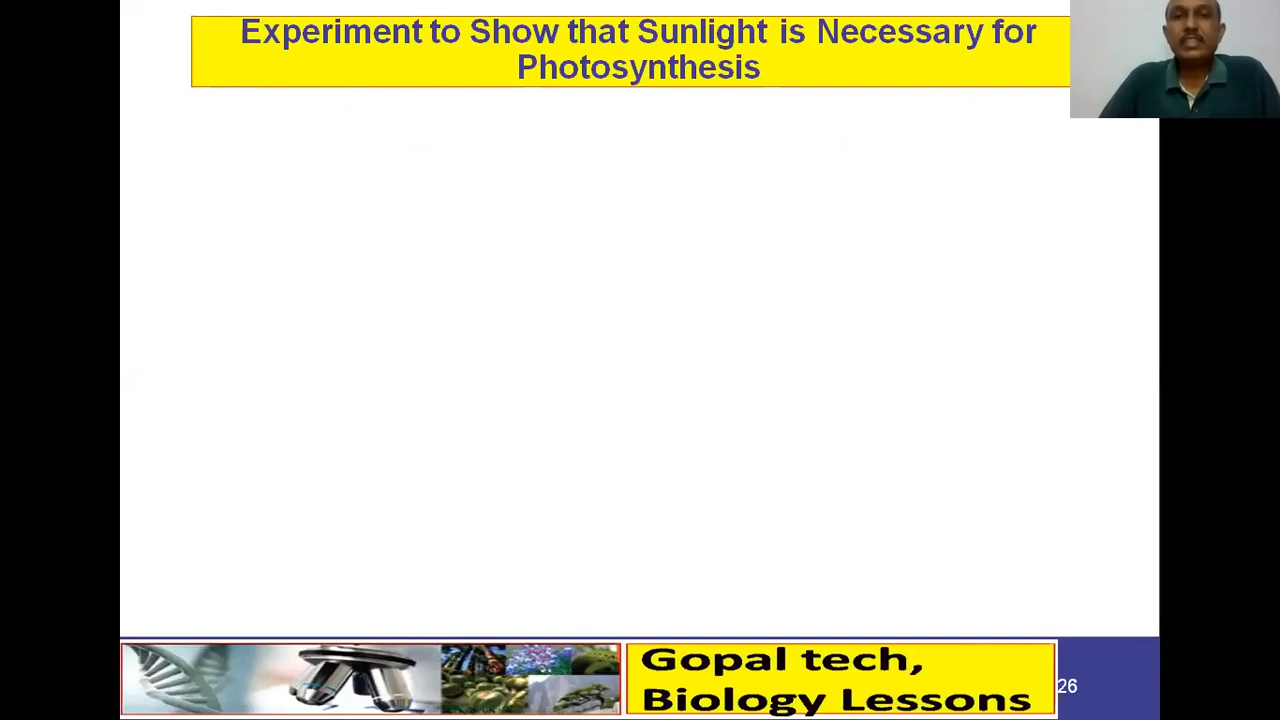 Experiment to Show that Sunlight is Necessary for
Photosynthesis
Gopal tech,
Biology Lessons
26